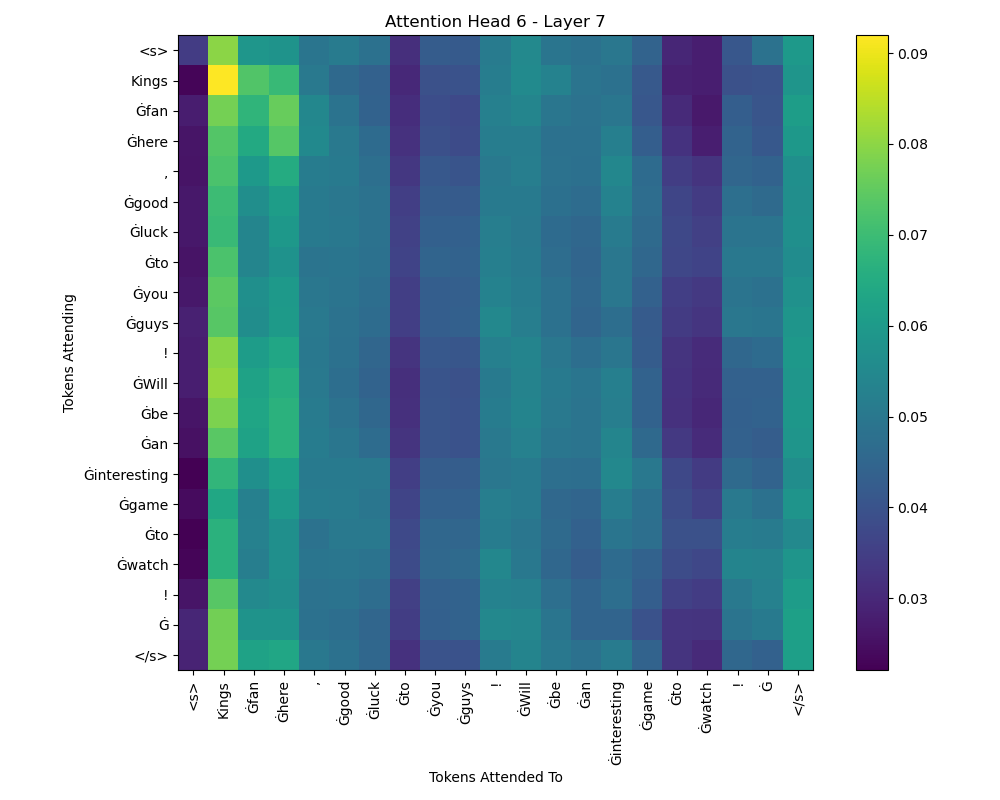 Attention Head 6 - Layer 7
Tokens Attending
<s>
Kings
Ġfan
Ġhere
,
Ġgood
Ġluck
Ġto
Ġyou
Ġguys
!
ĠWill
Ġbe
Ġan
Ġinteresting
Ġgame
Ġto
Ġwatch
!
Ġ
</s>
<s>
Kings
Ġfan
Ġhere
,
Ġgood
Ġluck
Ġto
Ġyou
Ġguys
!
ĠWill
Ġbe
Ġan
Ġinteresting
Ġgame
Ġto
Ġwatch
!
Ġ
</s>
Tokens Attended To
0.09
0.08
0.07
0.06
0.05
0.04
0.03